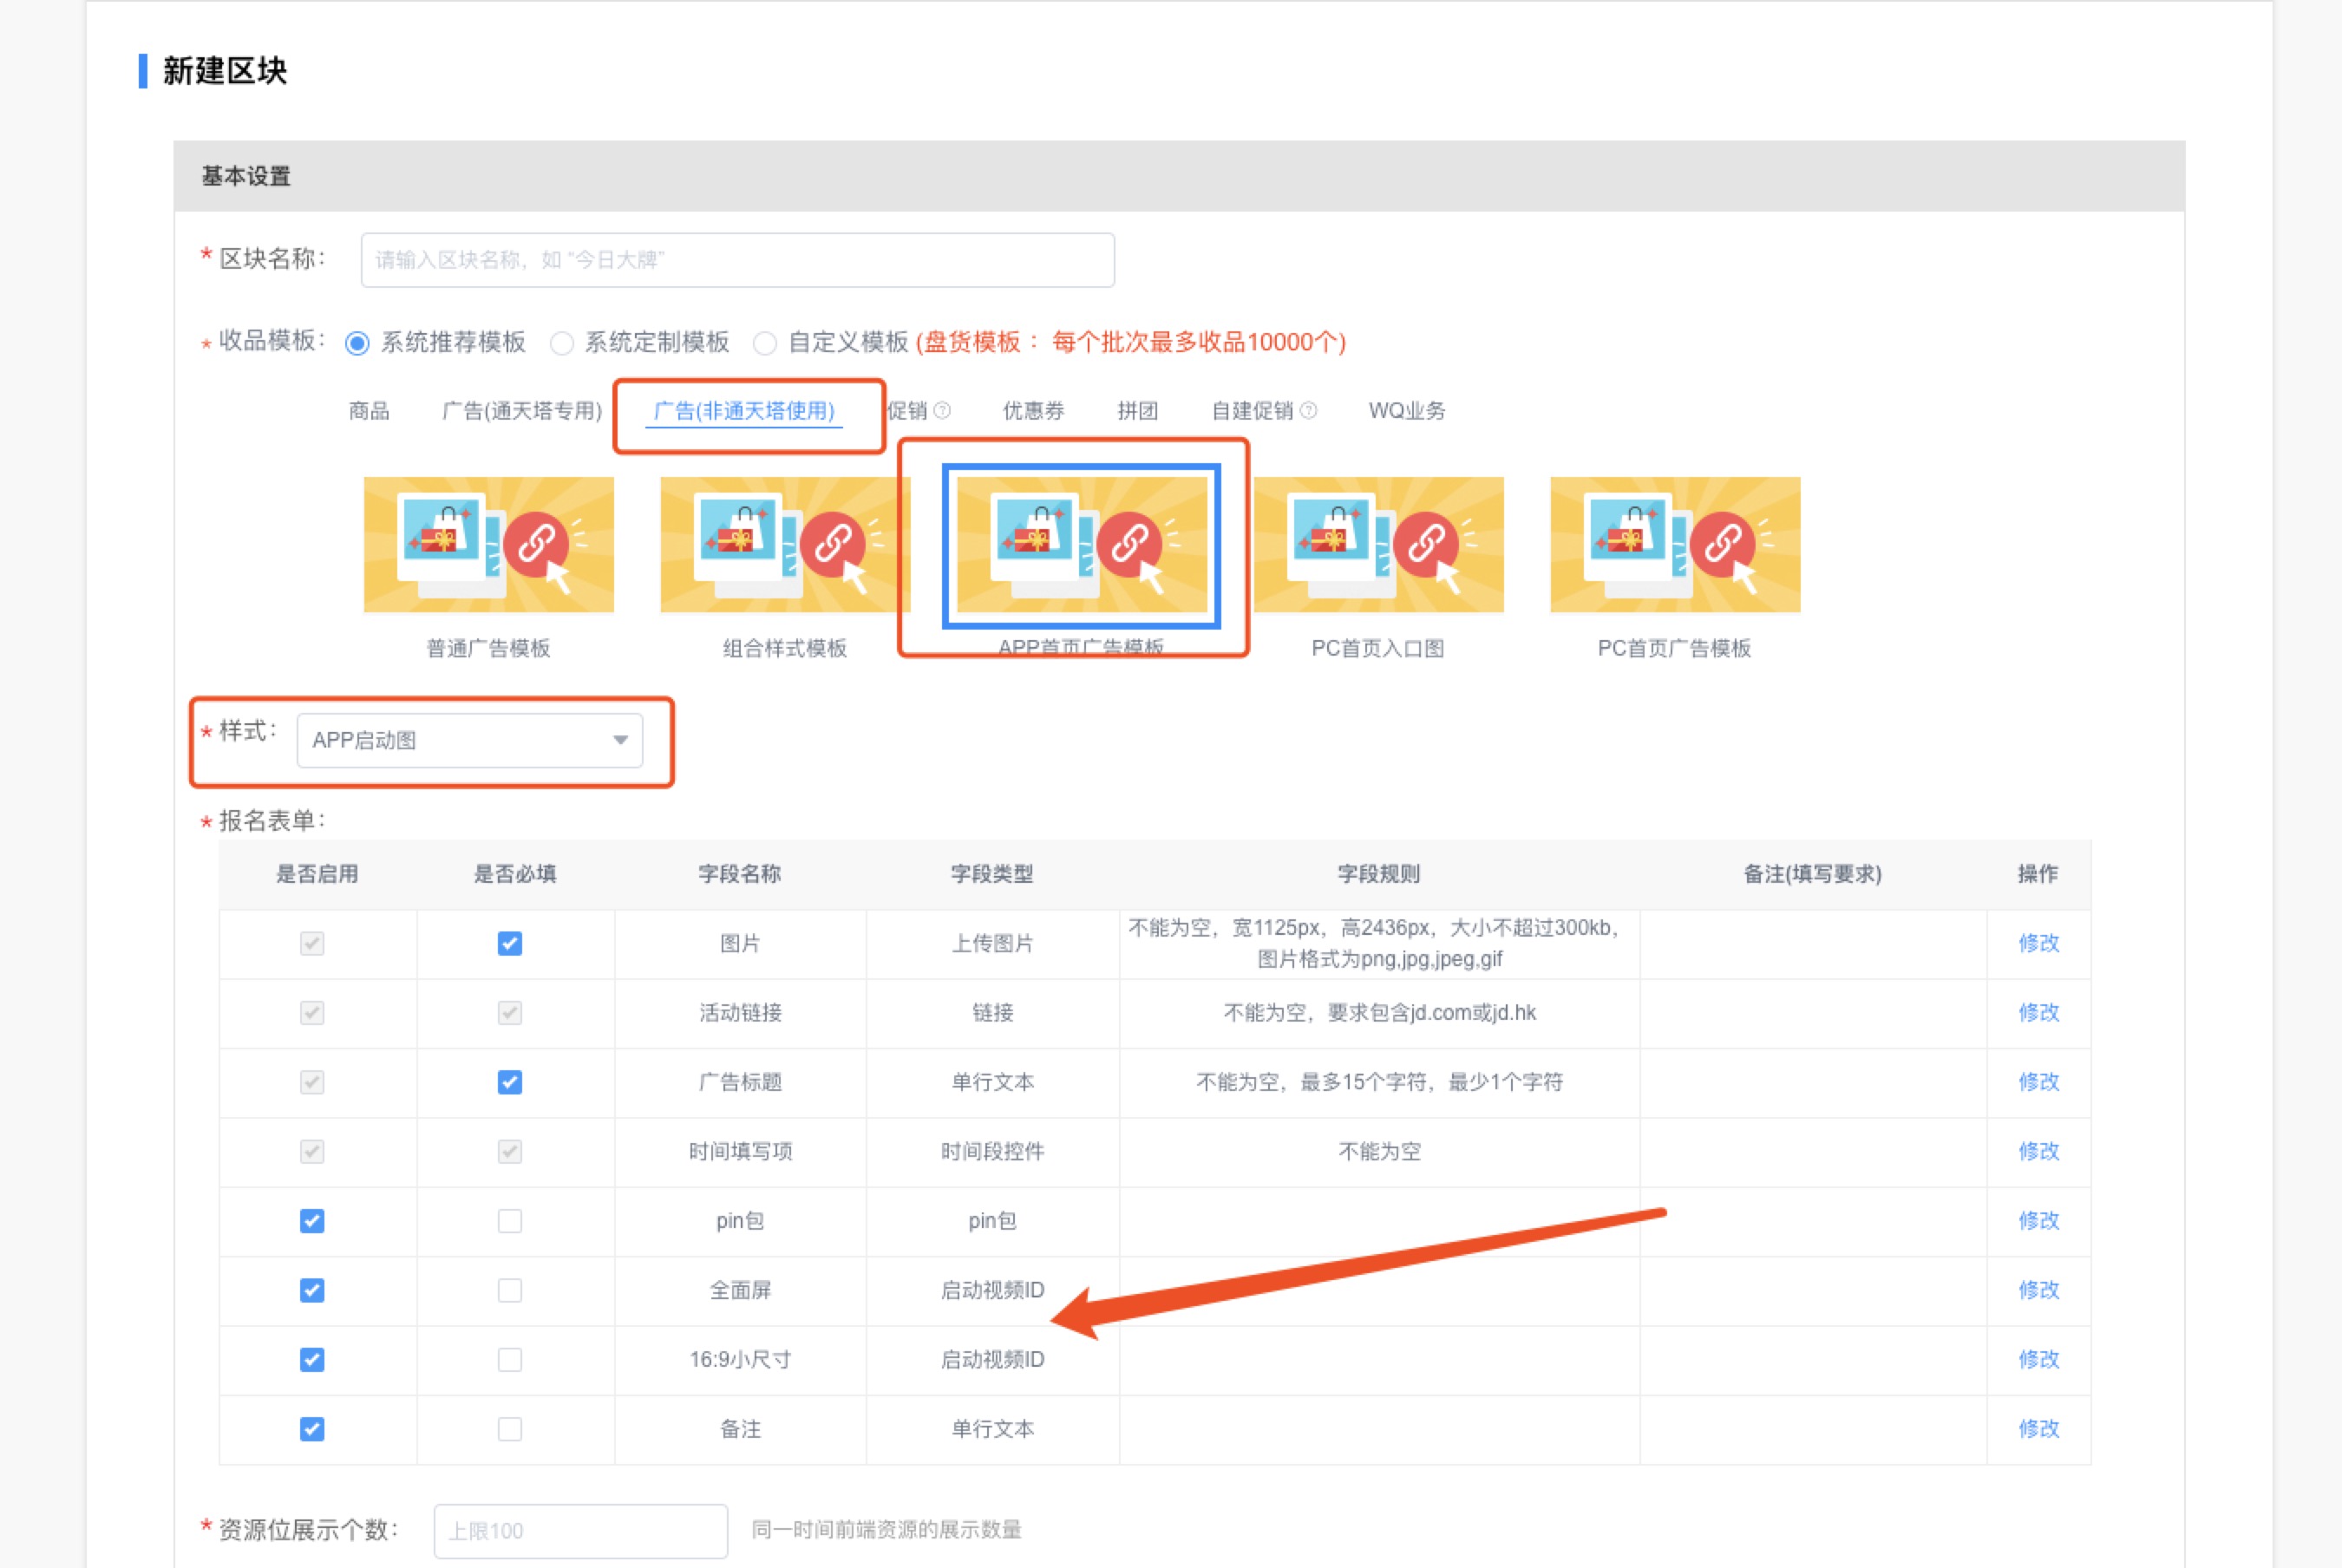 新建区块
基本设置
* 区块名称：
请输入区块名称，如 “今日大牌”
* 收品模板： 系统推荐模板 系统定制模板 自定义模板 (盘货模板 ： 每个批次最多收品10000个)
商品 广告(通天塔专用) 广告(非通天塔使用) 促销 ? 优惠券 拼团 自建促销 ? WQ业务
普通广告模板 组合样式模板 APP首页广告模板 PC首页入口图 PC首页广告模板
* 样式： APP启动图
* 报名表单：
是否启用 是否必填 字段名称 字段类型 字段规则 备注(填写要求) 操作
图片 上传图片 不能为空，宽1125px，高2436px，大小不超过300kb，
图片格式为png,jpg,jpeg,gif 修改
活动链接 链接 不能为空，要求包含jd.com或jd.hk 修改
广告标题 单行文本 不能为空，最多15个字符，最少1个字符 修改
时间填写项 时间段控件 不能为空 修改
pin包 pin包 修改
全面屏 启动视频ID 修改
16:9小尺寸 启动视频ID 修改
备注 单行文本 修改
* 资源位展示个数： 上限100 同一时间前端资源的展示数量